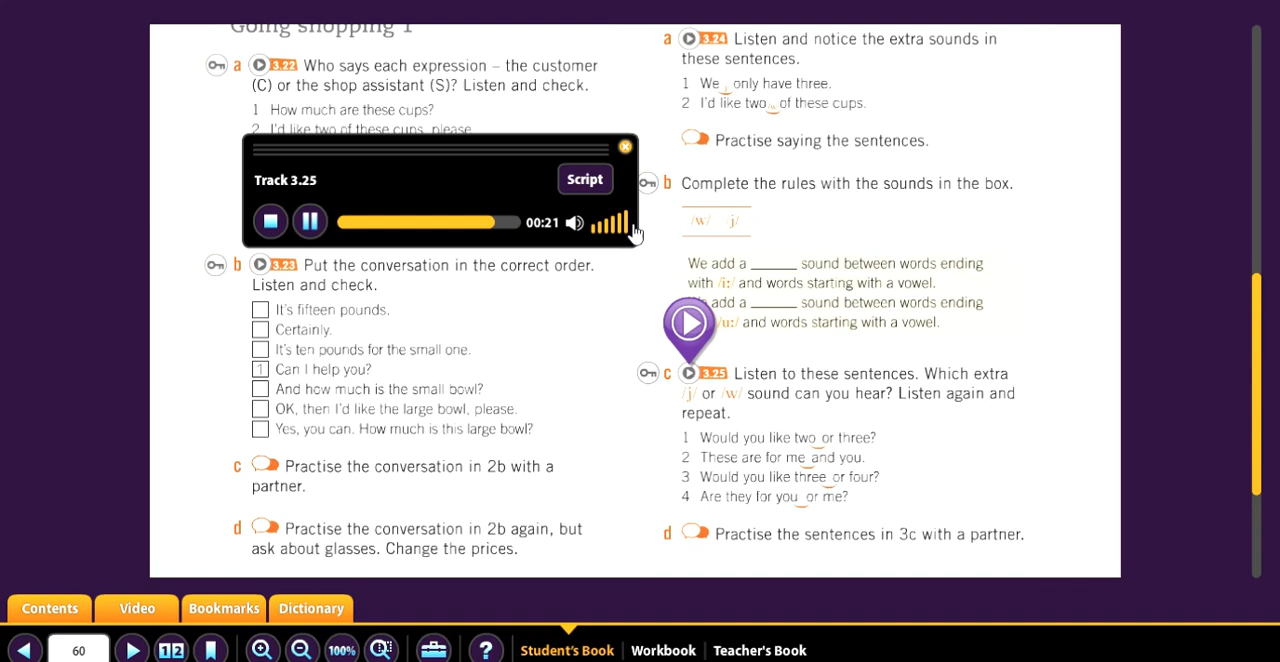 Going shopping 1
a 3.22 Who says each expression – the customer
(C) or the shop assistant (S)? Listen and check.
1 How much are these cups?
2 I'd like two of these cups, please.
Track 3.25
Script
00:21
b 3.23 Put the conversation in the correct order.
Listen and check.
It's fifteen pounds.
Certainly.
It's ten pounds for the small one.
1 Can I help you?
And how much is the small bowl?
OK, then I'd like the large bowl, please.
Yes, you can. How much is this large bowl?
c Practise the conversation in 2b with a
partner.
d Practise the conversation in 2b again, but
ask about glasses. Change the prices.
a 3.24 Listen and notice the extra sounds in
these sentences.
1 We j only have three.
2 I'd like two w of these cups.
Practise saying the sentences.
b Complete the rules with the sounds in the box.
/w/ /j/
We add a ______ sound between words ending
with /iː/ and words starting with a vowel.
We add a ______ sound between words ending
/uː/ and words starting with a vowel.
c 3.25 Listen to these sentences. Which extra
/j/ or /w/ sound can you hear? Listen again and
repeat.
1 Would you like two or three?
2 These are for me and you.
3 Would you like three or four?
4 Are they for you or me?
d Practise the sentences in 3c with a partner.
Contents Video Bookmarks Dictionary
60 12 100% ? Student's Book Workbook Teacher's Book